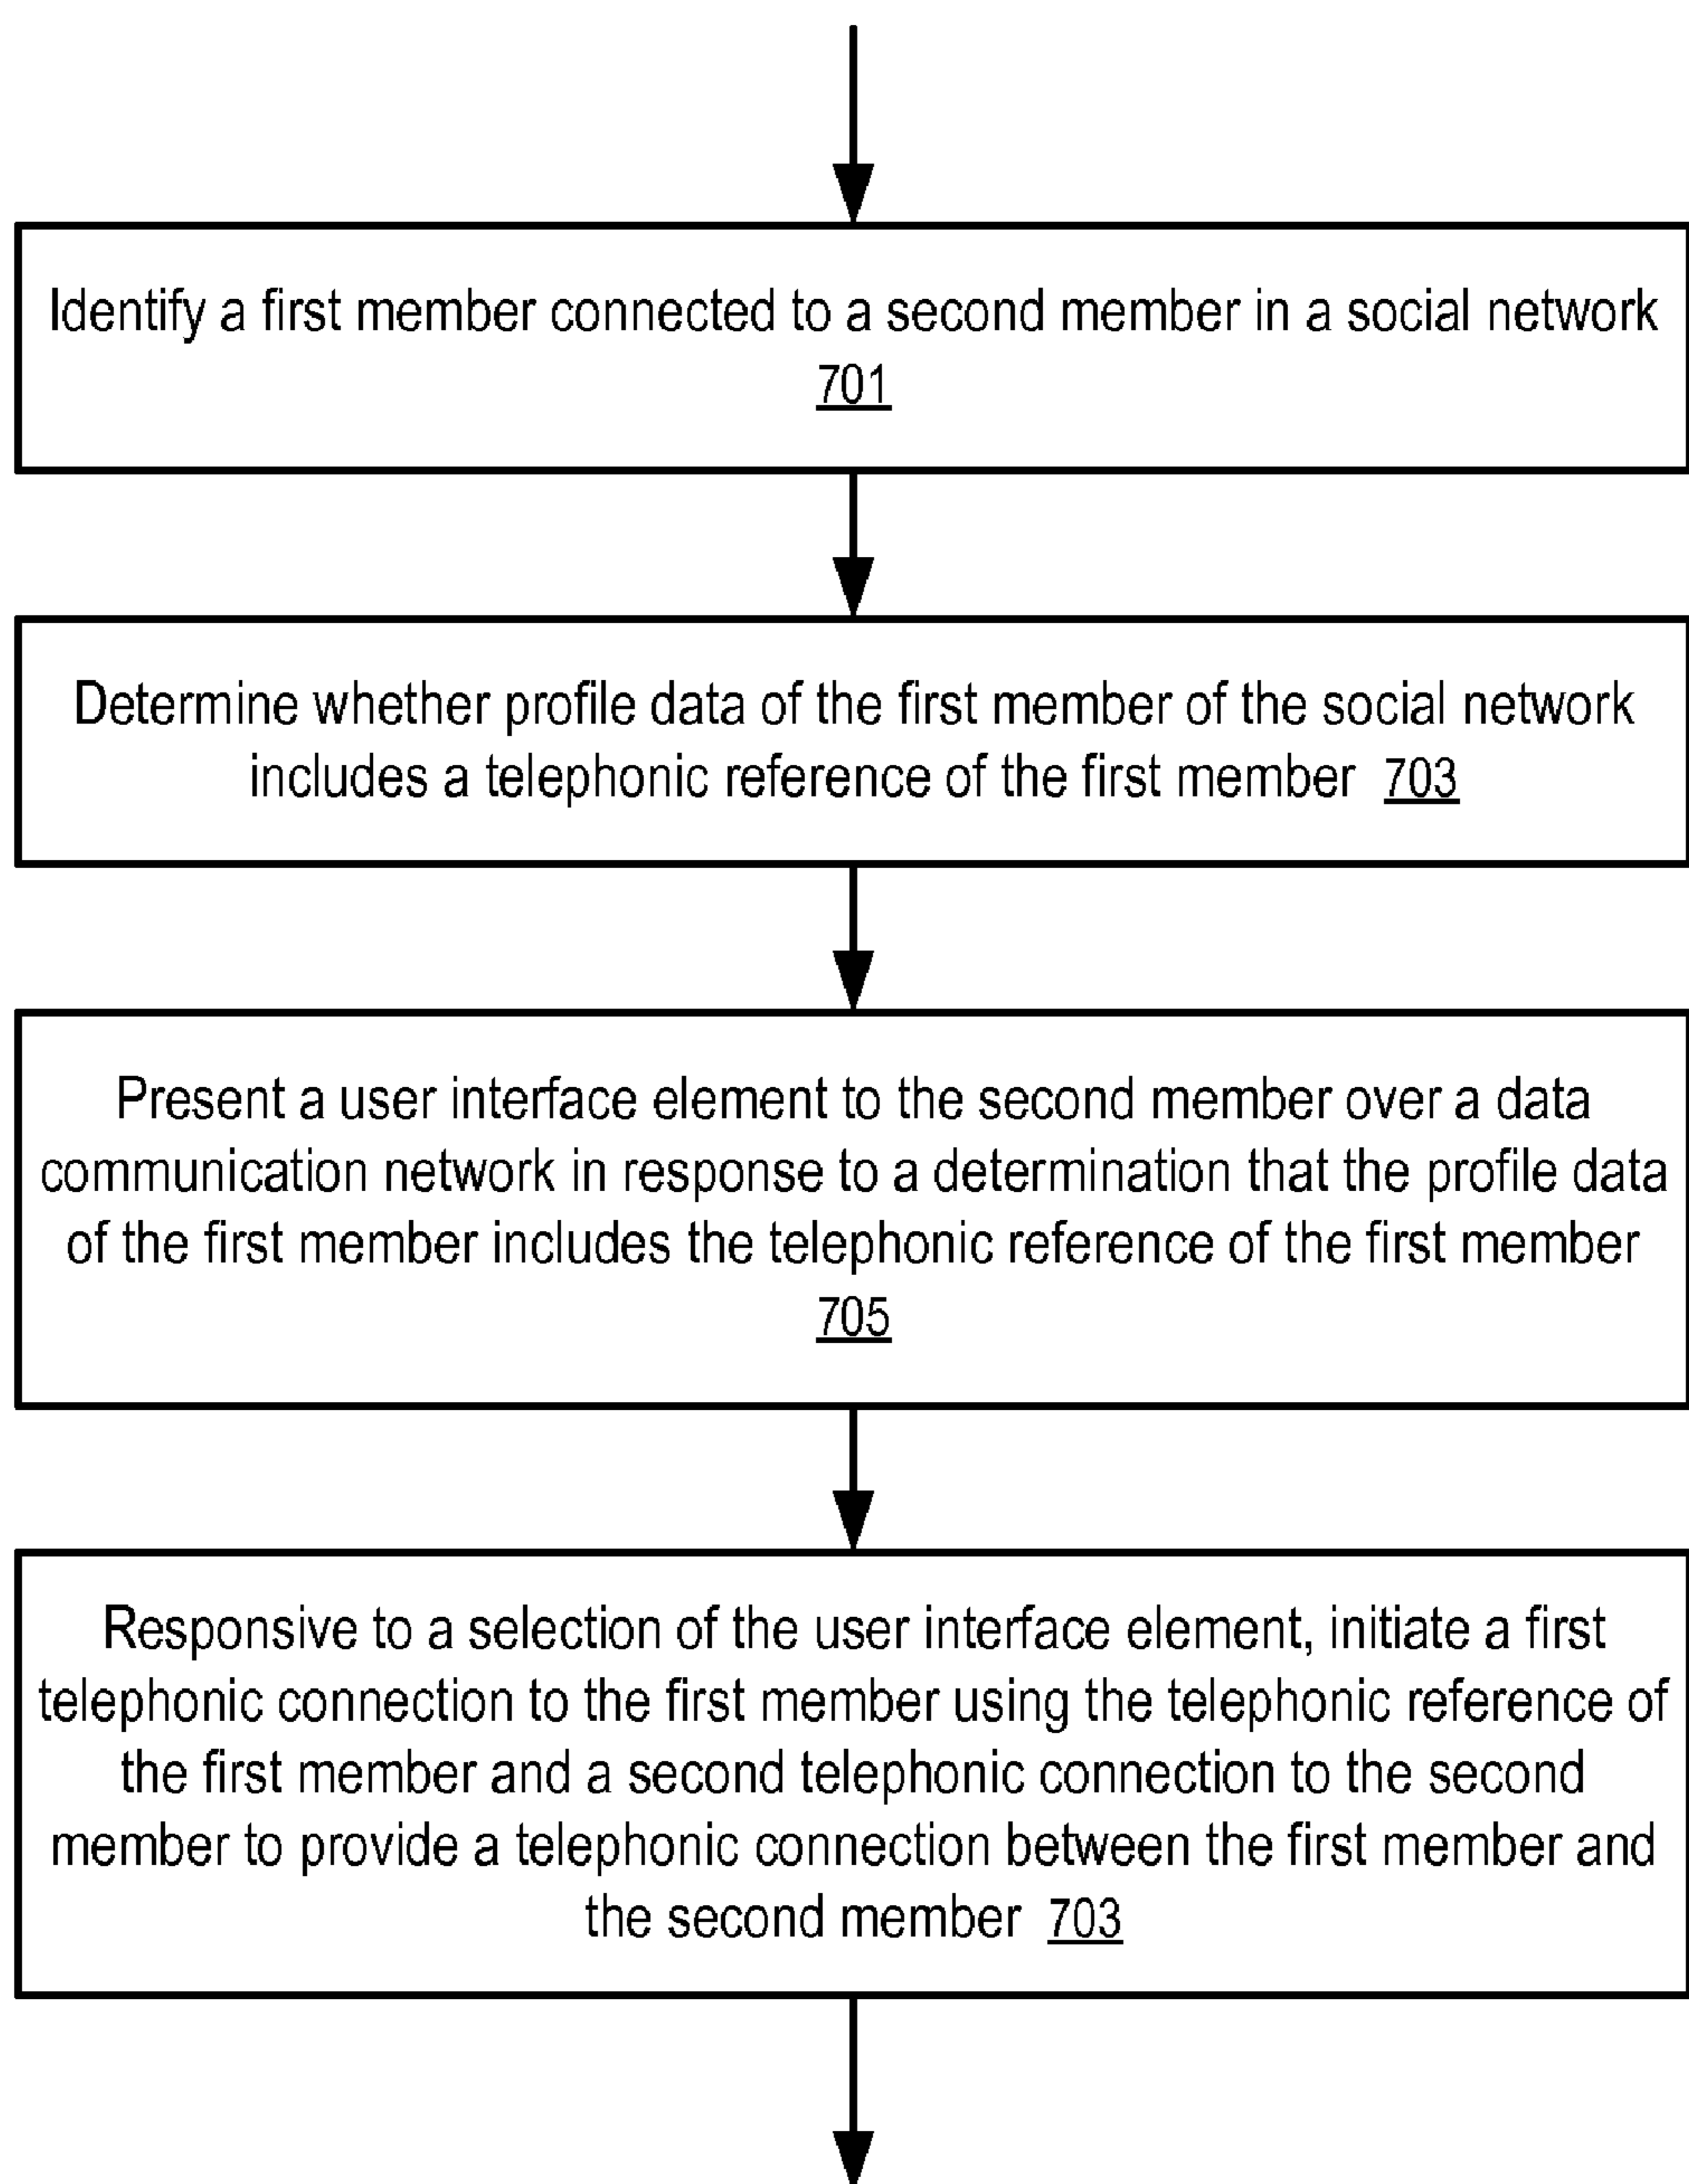 Identify a first member connected to a second member in a social network
701
Determine whether profile data of the first member of the social network
includes a telephonic reference of the first member 703
Present a user interface element to the second member over a data
communication network in response to a determination that the profile data
of the first member includes the telephonic reference of the first member
705
Responsive to a selection of the user interface element, initiate a first
telephonic connection to the first member using the telephonic reference of
the first member and a second telephonic connection to the second
member to provide a telephonic connection between the first member and
the second member 703